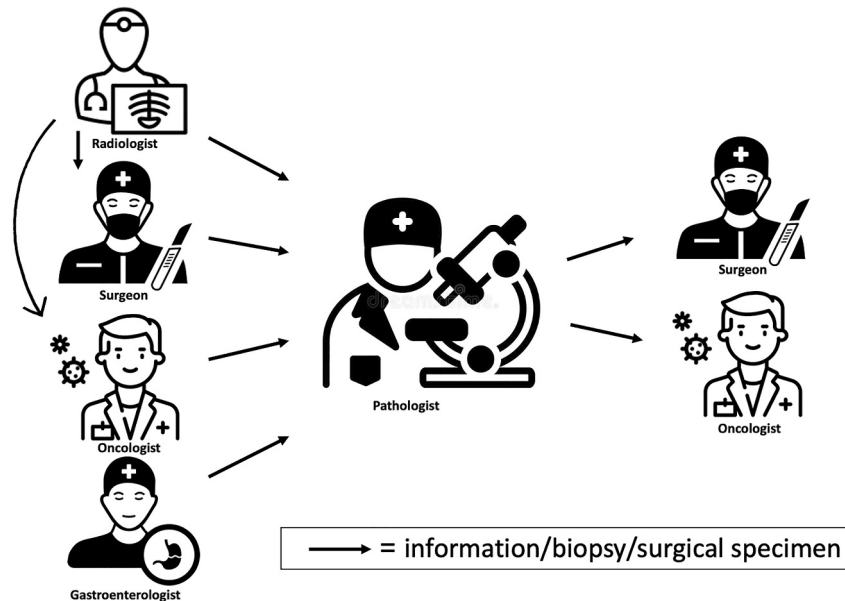 Radiologist
Surgeon
Surgeon
Pathologist
Oncologist
Oncologist
Gastroenterologist
= information/biopsy/surgical specimen